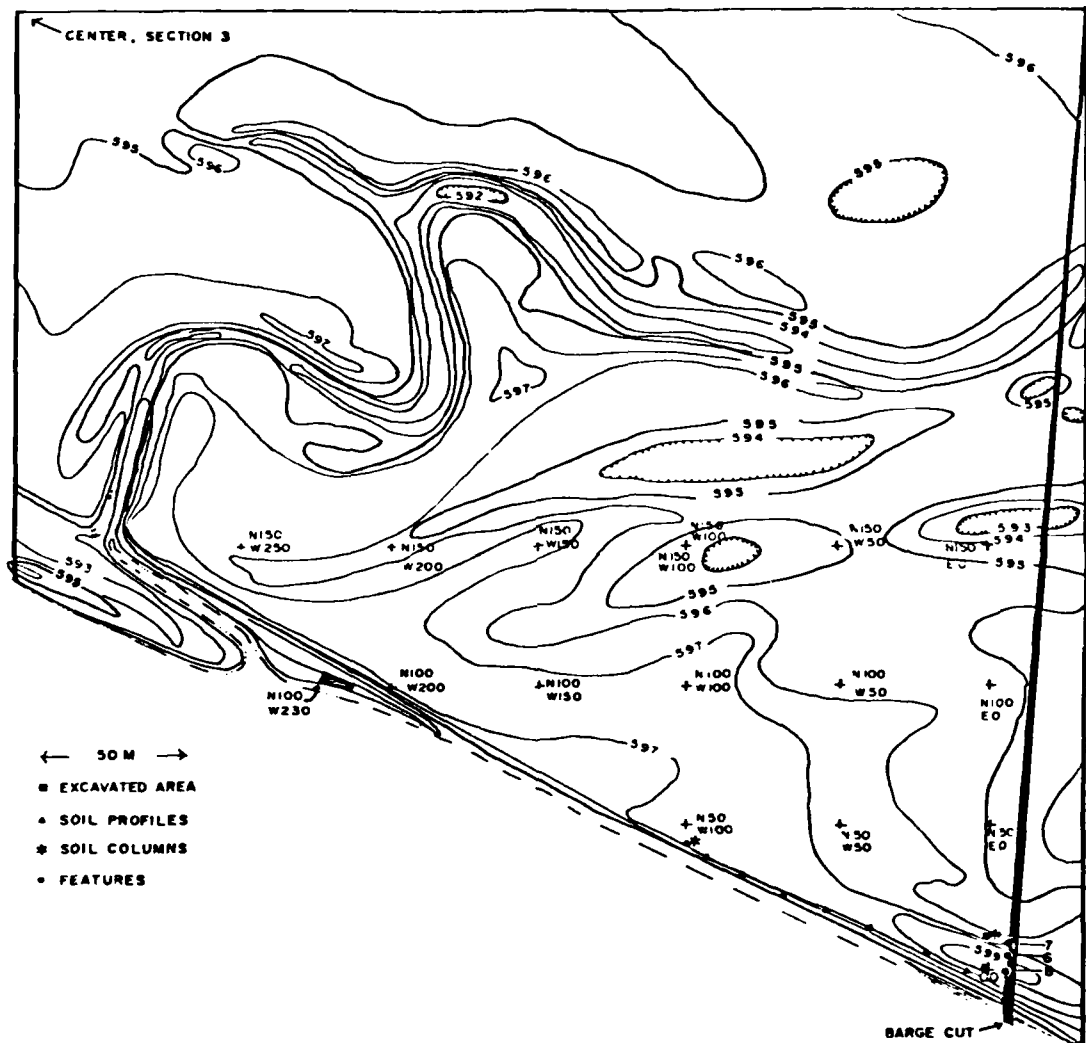 CENTER, SECTION 3
596
595
596
596
592
595
596
597
595
594
595
596
597
595
595
594
595
N150
W250
N150
W200
N150
W150
N150
W100
N150
W100
N150
W50
593
594
N150
E0
595
593
595
595
596
597
N100
W200
N100
W150
N100
W100
N100
W50
N100
E0
N100
W230
597
50 M
EXCAVATED AREA
SOIL PROFILES
SOIL COLUMNS
FEATURES
N50
W100
N50
W50
N50
E0
7
599
6
8
BARGE CUT